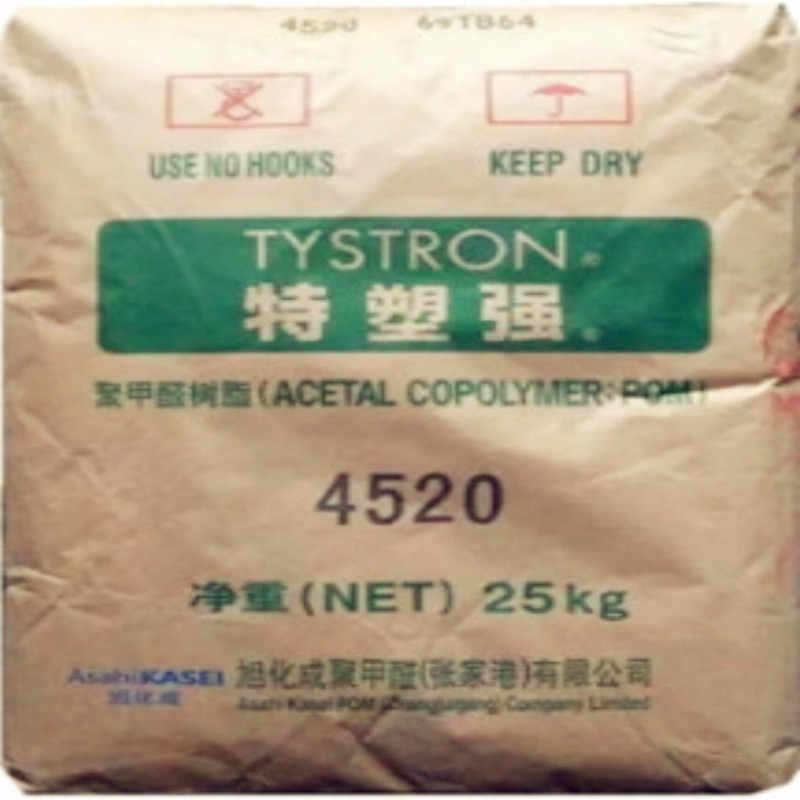 4520 69TB64
USE NO HOOKS KEEP DRY
TYSTRON®
特塑强®
聚甲醛树脂(ACETAL COPOLYMER:POM)
4520
净重(NET) 25kg
AsahiKASEI 旭化成聚甲醛(张家港)有限公司
旭化成 Asahi Kasei POM (Zhangjiagang) Company Limited